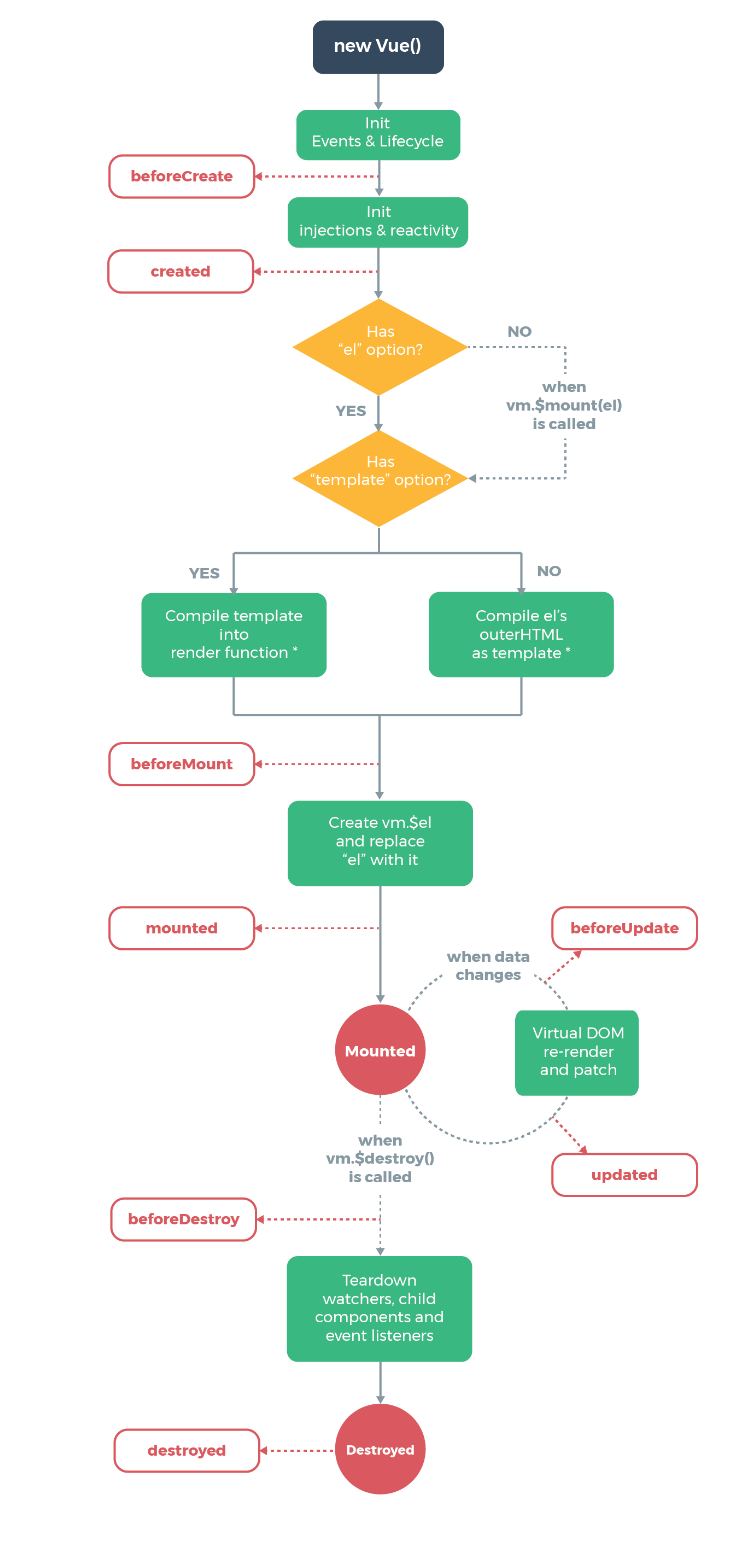 new Vue()
Init
Events & Lifecycle
beforeCreate
Init
injections & reactivity
created
Has
“el” option?
NO
when
vm.$mount(el)
is called
YES
Has
“template” option?
YES
NO
Compile template
into
render function *
Compile el’s
outerHTML
as template *
beforeMount
Create vm.$el
and replace
“el” with it
mounted
beforeUpdate
when data
changes
Mounted
Virtual DOM
re-render
and patch
when
vm.$destroy()
is called
updated
beforeDestroy
Teardown
watchers, child
components and
event listeners
Destroyed
destroyed